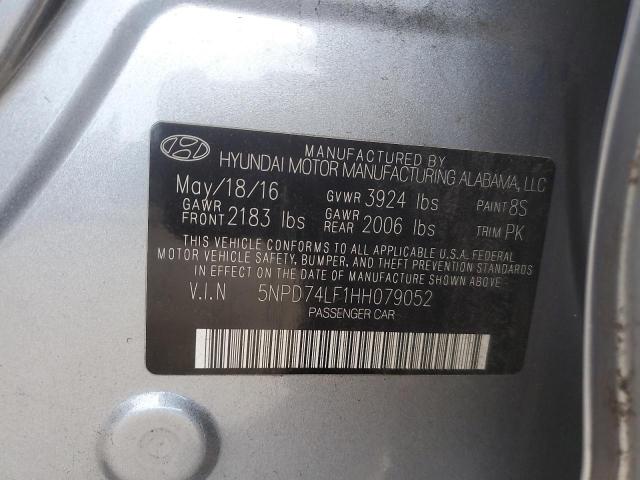 MANUFACTURED BY
HYUNDAI MOTOR MANUFACTURING ALABAMA, LLC
May/18/16 GVWR 3924 lbs PAINT 8S
GAWR FRONT 2183 lbs GAWR REAR 2006 lbs TRIM PK
THIS VEHICLE CONFORMS TO ALL APPLICABLE U.S.A. FEDERAL
MOTOR VEHICLE SAFETY, BUMPER, AND THEFT PREVENTION STANDARDS
IN EFFECT ON THE DATE OF MANUFACTURE SHOWN ABOVE.
V.I.N 5NPD74LF1HH079052
PASSENGER CAR